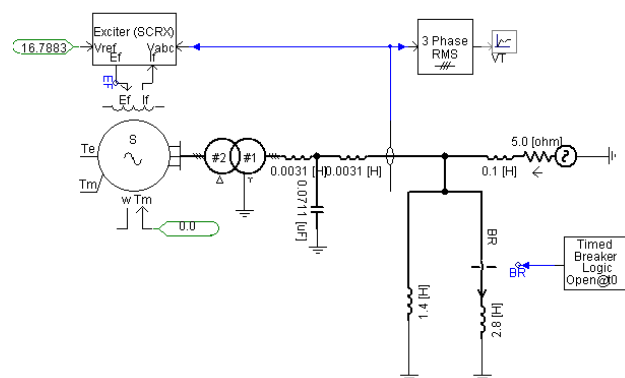 Exciter (SCRX)
16.7883
Vref
Vabc
Ef
If
3 Phase
RMS
VT
Ef
Ef
If
S
Te
Tm
w
Tm
0.0
#2
#1
0.0031 [H]
0.0031 [H]
0.0711 [uF]
0.1 [H]
5.0 [ohm]
BR
1.4 [H]
2.8 [H]
BR
Timed
Breaker
Logic
Open@t0